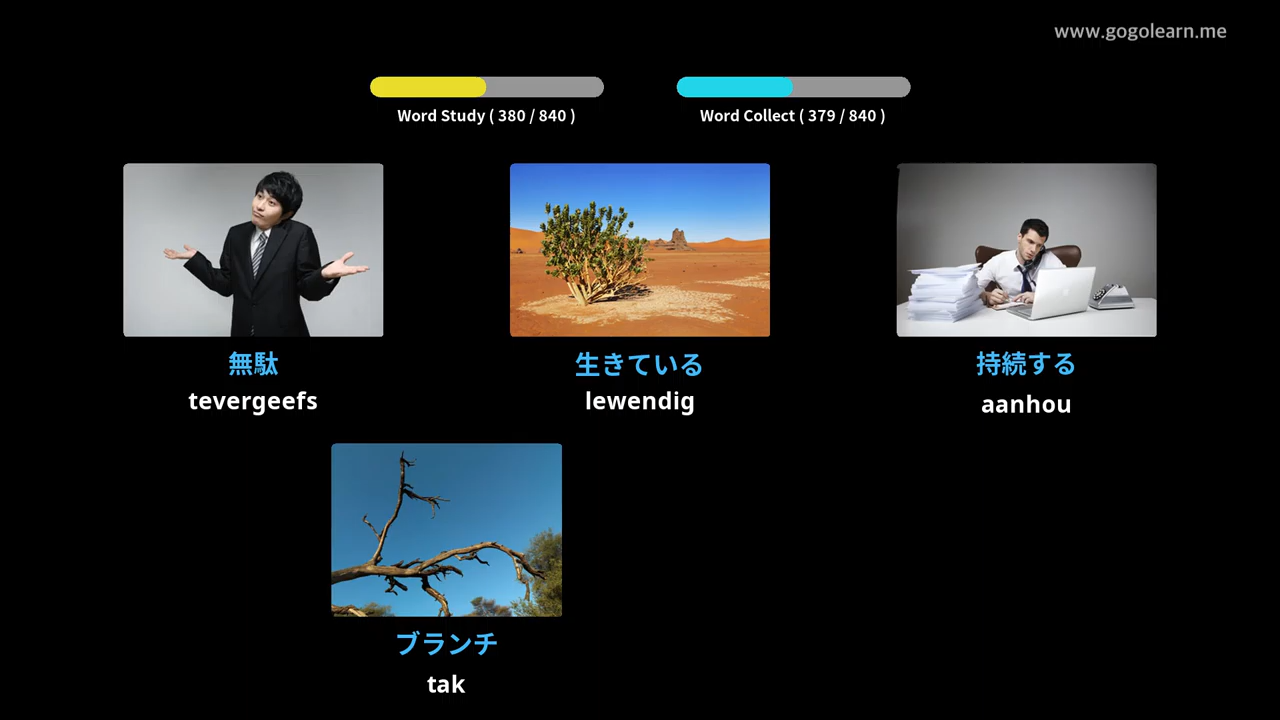 www.gogolearn.me
Word Study ( 380 / 840 )
Word Collect ( 379 / 840 )
無駄
tevergeefs
生きている
lewendig
持続する
aanhou
ブランチ
tak